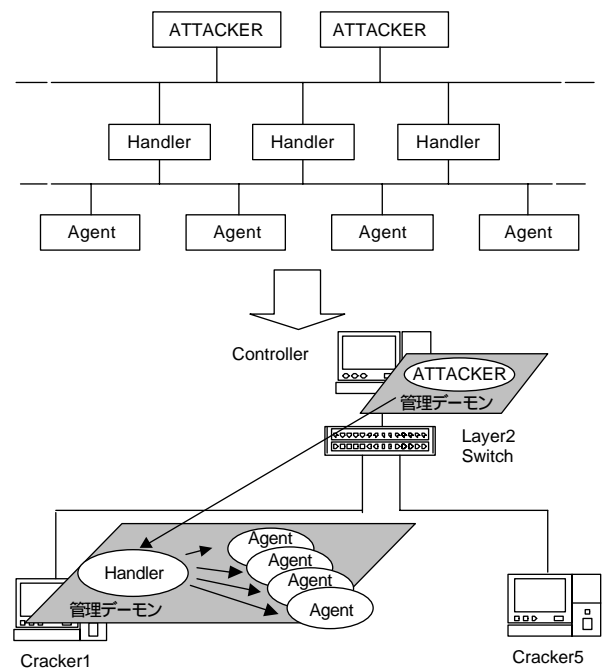 ATTACKER ATTACKER
Handler Handler Handler
Agent Agent Agent Agent
Controller
ATTACKER
管理デーモン
Layer2
Switch
Agent
Agent
Agent
Agent
Handler
管理デーモン
Cracker1
Cracker5